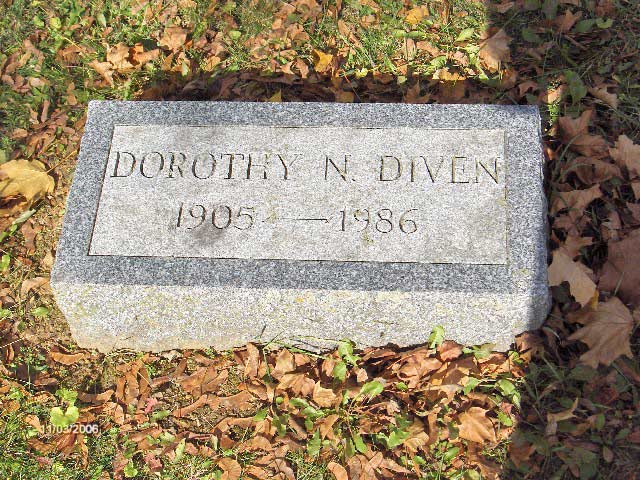 DOROTHY N. DIVEN
1905 — 1986
11/03/2006